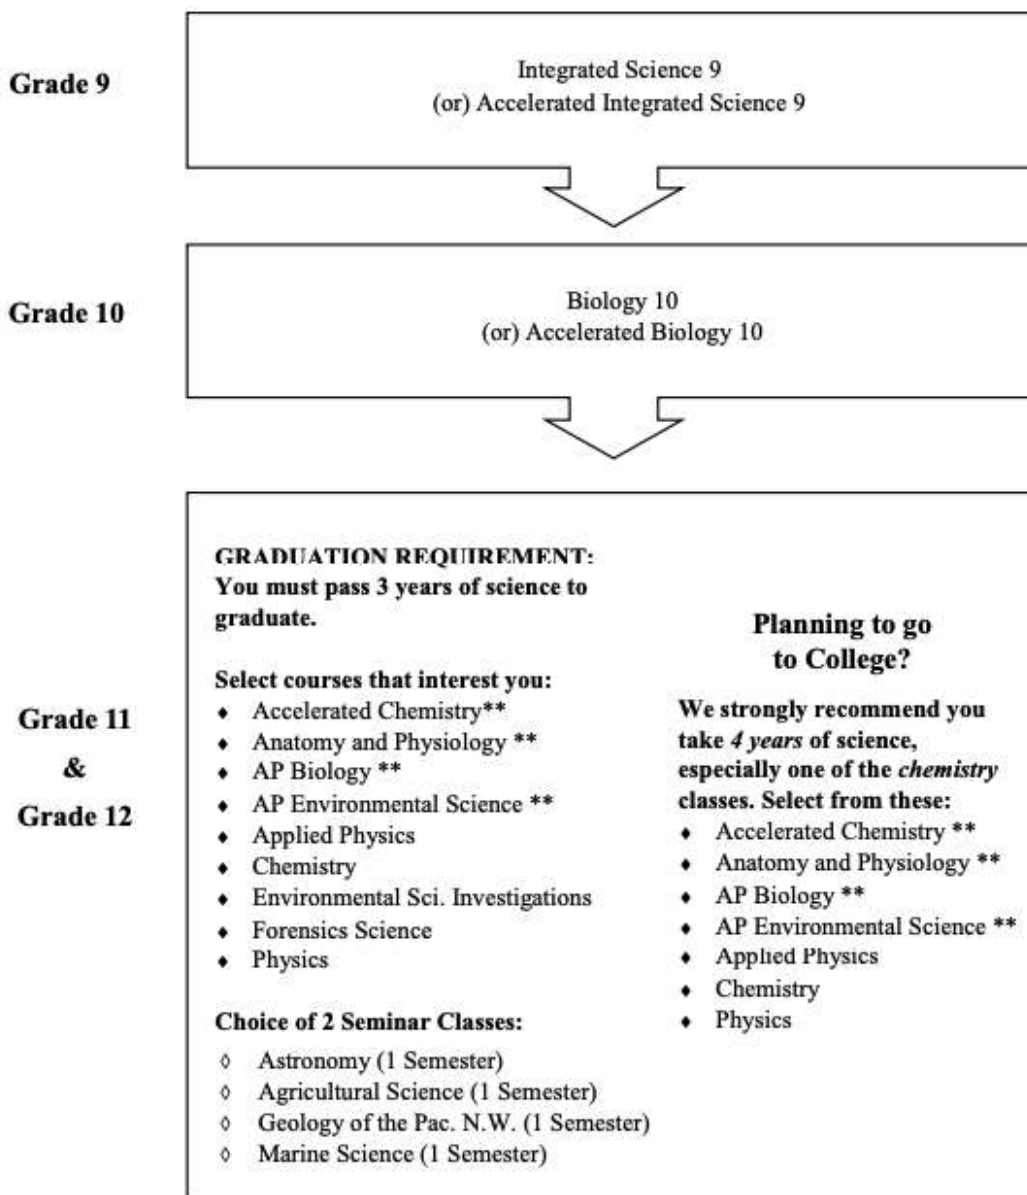 Grade 9
Integrated Science 9
(or) Accelerated Integrated Science 9
Grade 10
Biology 10
(or) Accelerated Biology 10
Grade 11
&
Grade 12
GRADUATION REQUIREMENT:
You must pass 3 years of science to
graduate.
Select courses that interest you:
♦ Accelerated Chemistry**
♦ Anatomy and Physiology **
♦ AP Biology **
♦ AP Environmental Science **
♦ Applied Physics
♦ Chemistry
♦ Environmental Sci. Investigations
♦ Forensics Science
♦ Physics
Choice of 2 Seminar Classes:
◊ Astronomy (1 Semester)
◊ Agricultural Science (1 Semester)
◊ Geology of the Pac. N.W. (1 Semester)
◊ Marine Science (1 Semester)
Planning to go
to College?
We strongly recommend you
take 4 years of science,
especially one of the chemistry
classes. Select from these:
♦ Accelerated Chemistry **
♦ Anatomy and Physiology **
♦ AP Biology **
♦ AP Environmental Science **
♦ Applied Physics
♦ Chemistry
♦ Physics